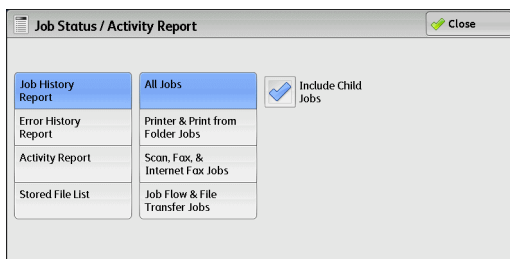 Job Status / Activity Report
Close
Job History
Report
Error History
Report
Activity Report
Stored File List
All Jobs
Printer & Print from
Folder Jobs
Scan, Fax, &
Internet Fax Jobs
Job Flow & File
Transfer Jobs
Include Child
Jobs